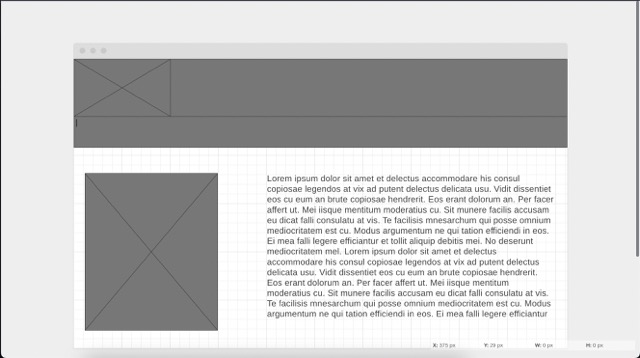 Lorem ipsum dolor sit amet et delectus accommodare his consul
copiosae legendos at vix ad putent delectus delicata usu. Vidit dissentiet
eos cu eum an brute copiosae hendrerit. Eos erant dolorum an. Per facer
affert ut. Mei iisque mentitum moderatius cu. Sit munere facilis accusam
eu dicat falli consulatu at vis. Te facilisis mnesarchum qui posse omnium
mediocritatem est cu. Modus argumentum ne qui tation efficiendi in eos.
Ei mea falli legere efficiantur et tollit aliquip debitis mei. No deserunt
mediocritatem mel. Lorem ipsum dolor sit amet et delectus
accommodare his consul copiosae legendos at vix ad putent delectus
delicata usu. Vidit dissentiet eos cu eum an brute copiosae hendrerit.
Eos erant dolorum an. Per facer affert ut. Mei iisque mentitum
moderatius cu. Sit munere facilis accusam eu dicat falli consulatu at vis.
Te facilisis mnesarchum qui posse omnium mediocritatem est cu. Modus
argumentum ne qui tation efficiendi in eos. Ei mea falli legere efficiantur
X: 575 px Y: 29 px W: 0 px H: 0 px